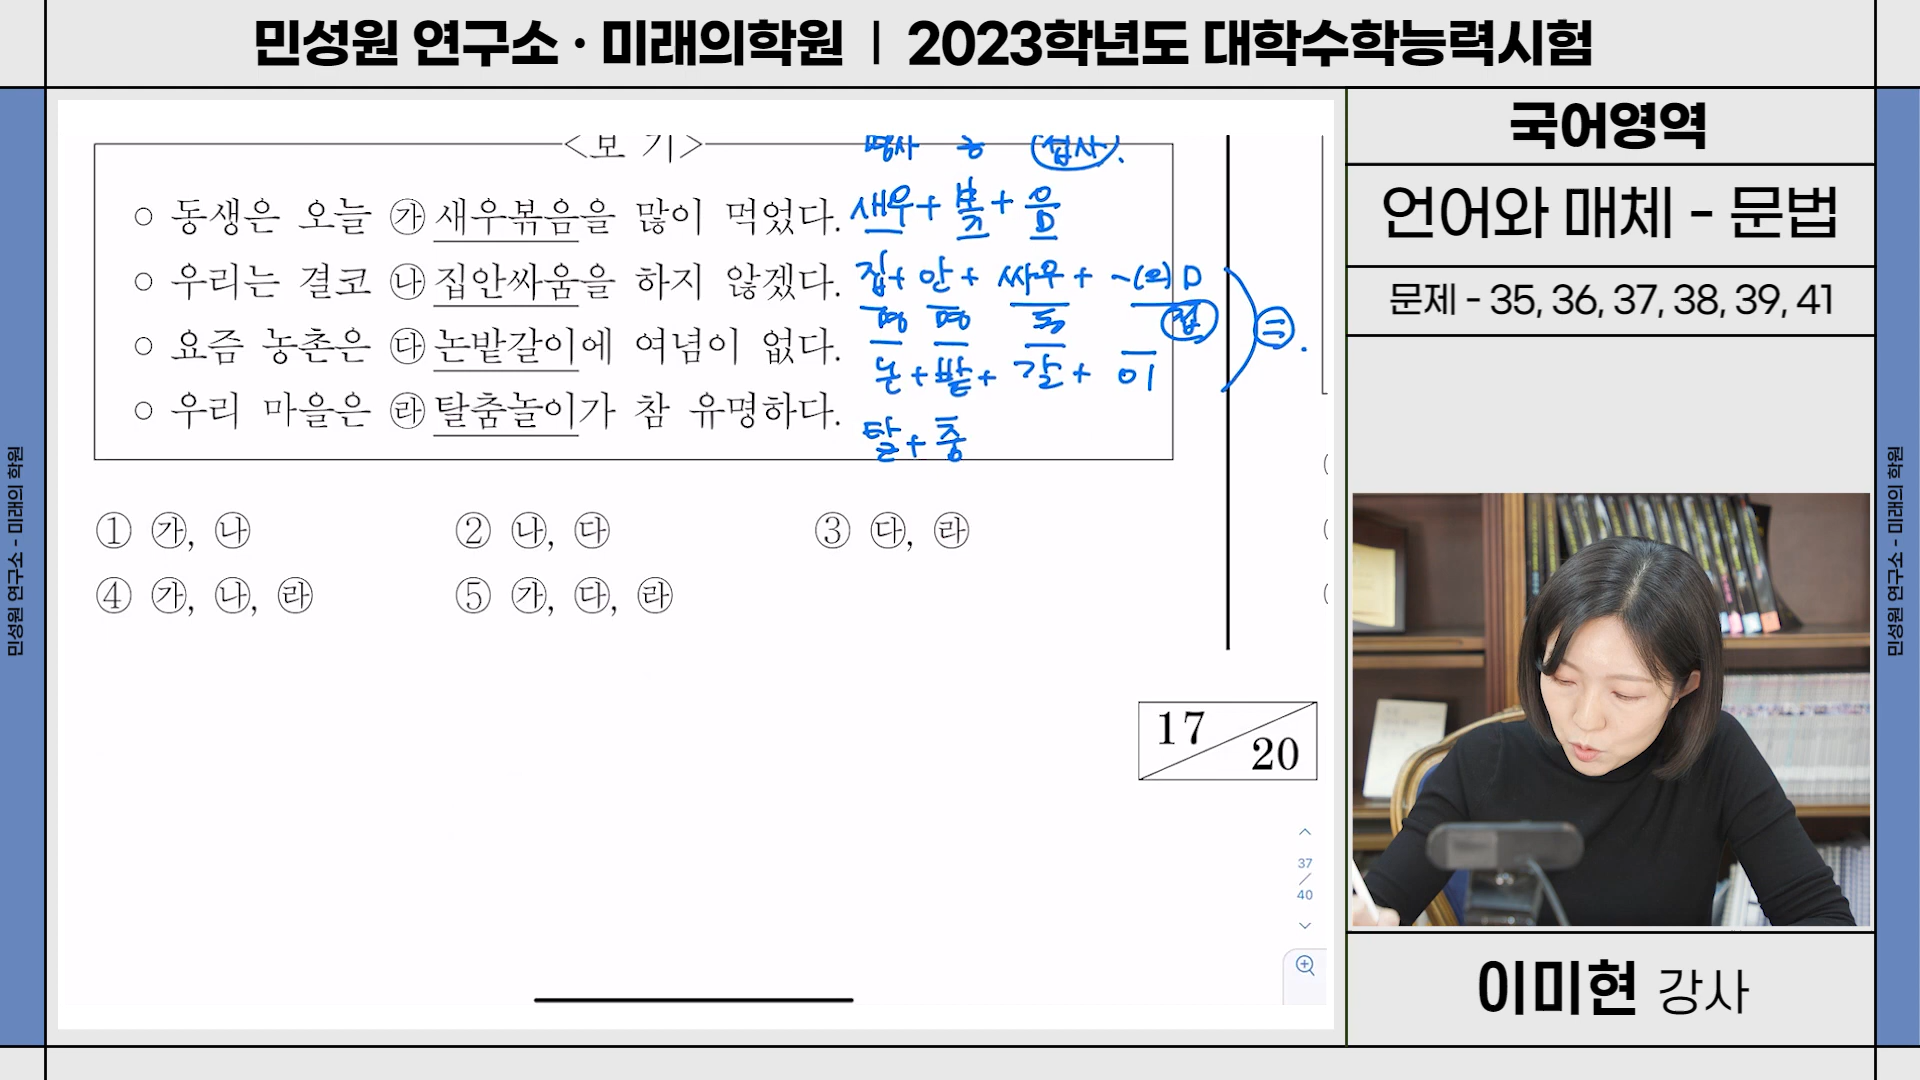 민성원 연구소 · 미래의학원 | 2023학년도 대학수학능력시험
국어영역
언어와 매체 - 문법
문제 - 35, 36, 37, 38, 39, 41
<보 기>
○ 동생은 오늘 ㉮ 새우볶음을 많이 먹었다.
○ 우리는 결코 ㉯ 집안싸움을 하지 않겠다.
○ 요즘 농촌은 ㉰ 논밭갈이에 여념이 없다.
○ 우리 마을은 ㉱ 탈춤놀이가 참 유명하다.
명사 동 접사.
새우 + 볶 + 음
집 + 안 + 싸우 + -(으)ㅁ
명 명 동 접
논 + 밭 + 갈 + 이
탈 + 춤
=.
① ㉮, ㉯
② ㉯, ㉰
③ ㉰, ㉱
④ ㉮, ㉯, ㉱
⑤ ㉮, ㉰, ㉱
17
20
37
40
이미현 강사
민성원 연구소 - 미래의 학원
민성원 연구소 - 미래의 학원